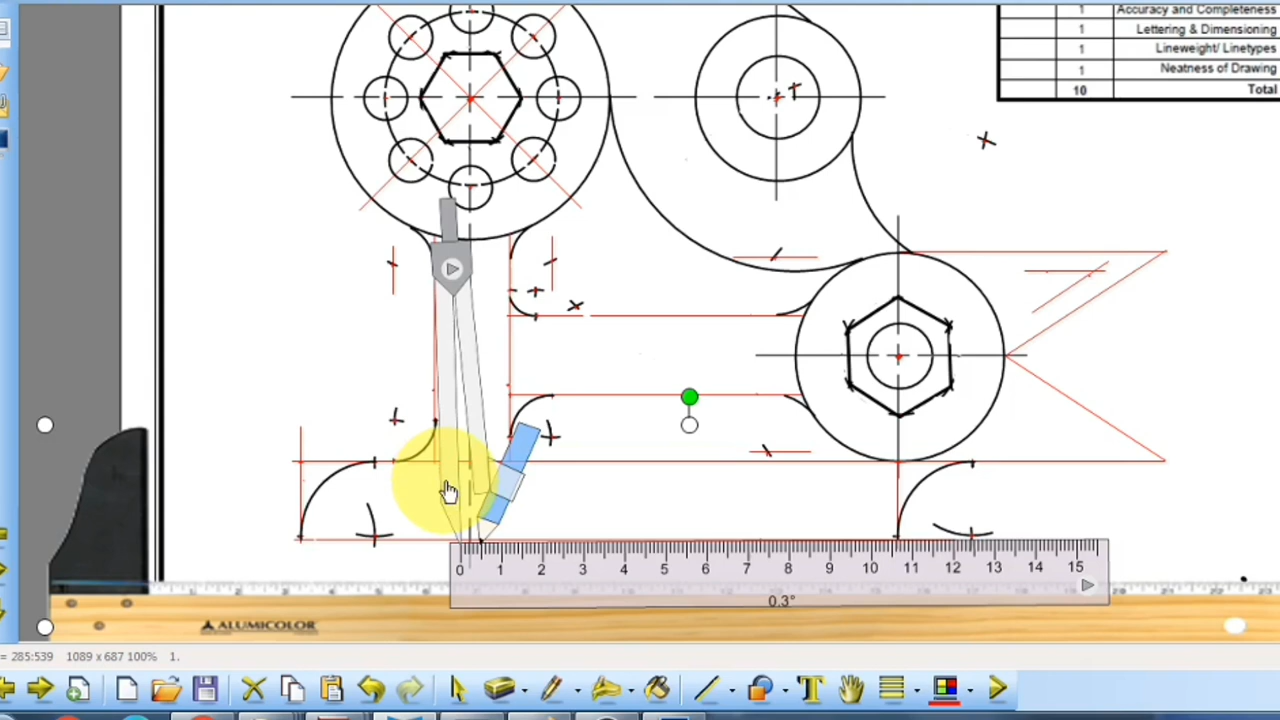 1 Accuracy and Completeness
1 Lettering & Dimensioning
1 Lineweight/ Linetypes
1 Neatness of Drawing
10 Total
0 1 2 3 4 5 6 7 8 9 10 11 12 13 14 15
0.3°
ALUMICOLOR
= 285:539 1089 x 687 100% 1.
T